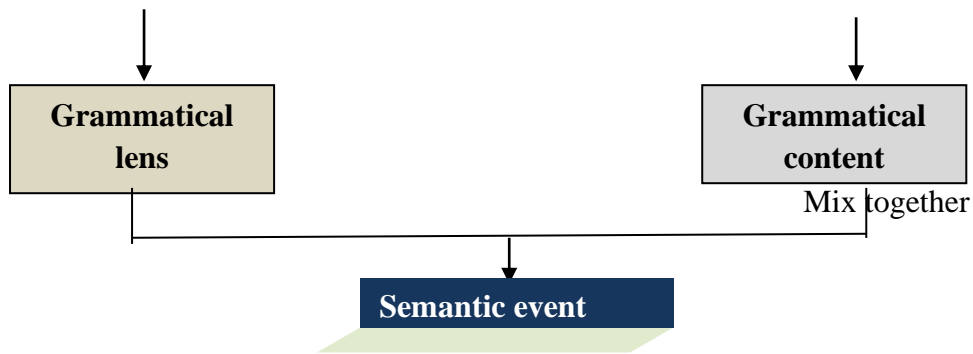 Grammatical
lens
Grammatical
content
Mix together
Semantic event